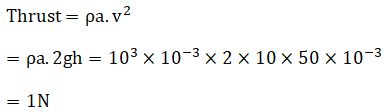 Thrust = ρa. v²
= ρa. 2gh = 10³ × 10⁻³ × 2 × 10 × 50 × 10⁻³
= 1N